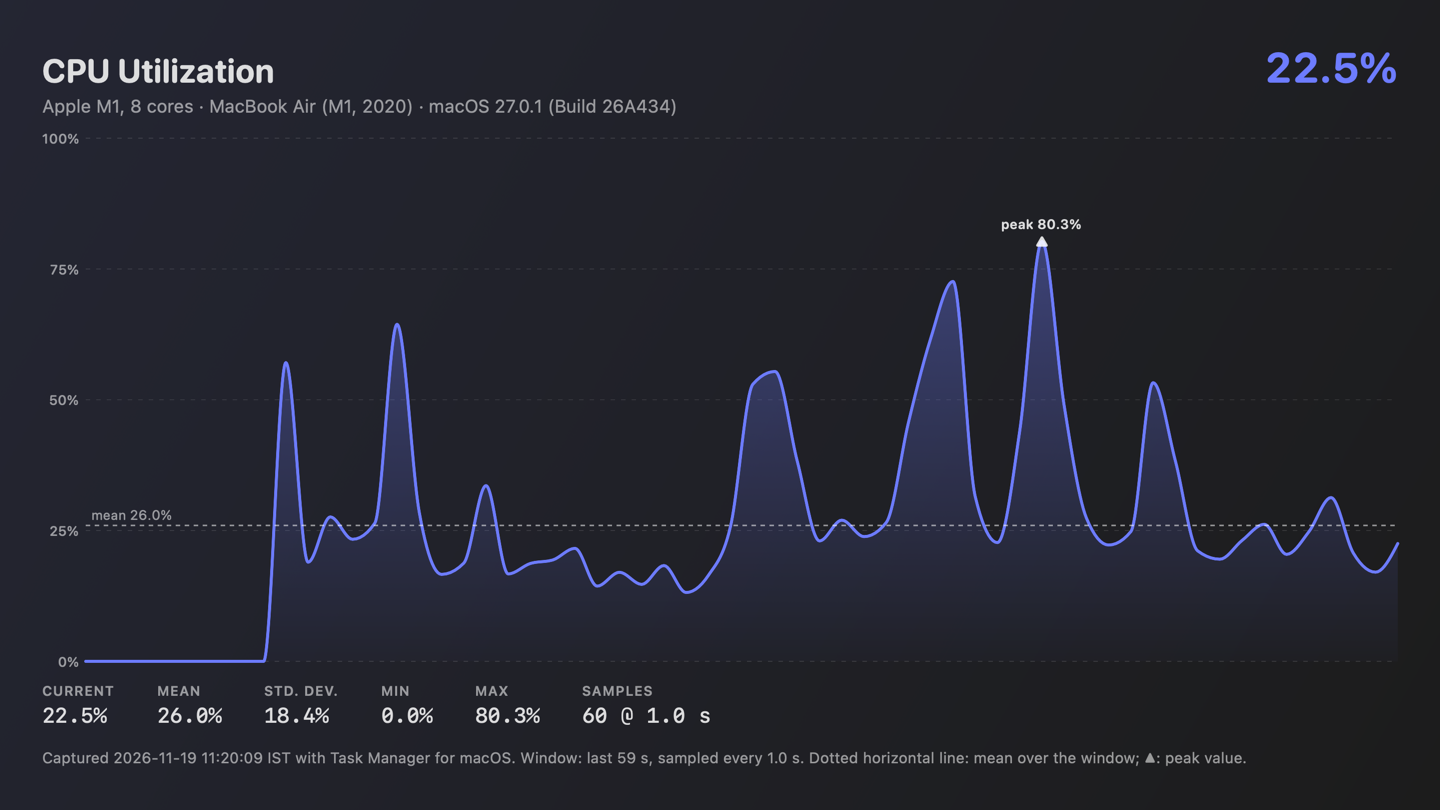 CPU Utilization
22.5%
Apple M1, 8 cores · MacBook Air (M1, 2020) · macOS 27.0.1 (Build 26A434)
100%
peak 80.3%
75%
50%
mean 26.0%
25%
0%
CURRENT MEAN STD. DEV. MIN MAX SAMPLES
22.5% 26.0% 18.4% 0.0% 80.3% 60 @ 1.0 s
Captured 2026-11-19 11:20:09 IST with Task Manager for macOS. Window: last 59 s, sampled every 1.0 s. Dotted horizontal line: mean over the window; ▲: peak value.